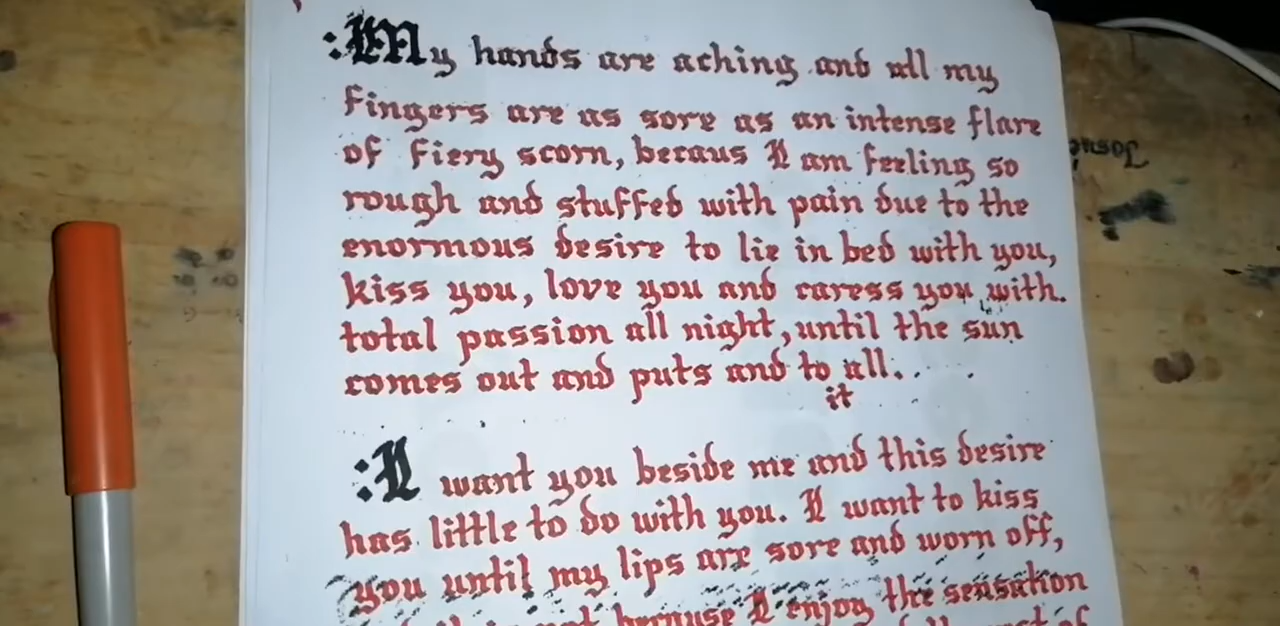 :My hands are aching and all my
fingers are as sore as an intense flare
of fiery scorn, becaus I am feeling so
rough and stuffed with pain due to the
enormous desire to lie in bed with you,
kiss you, love you and caress you with.
total passion all night, until the sun
comes out and puts and to all.
it
:I want you beside me and this desire
has little to do with you. I want to kiss
you until my lips are sore and worn off,
not because I enjoy the sensation